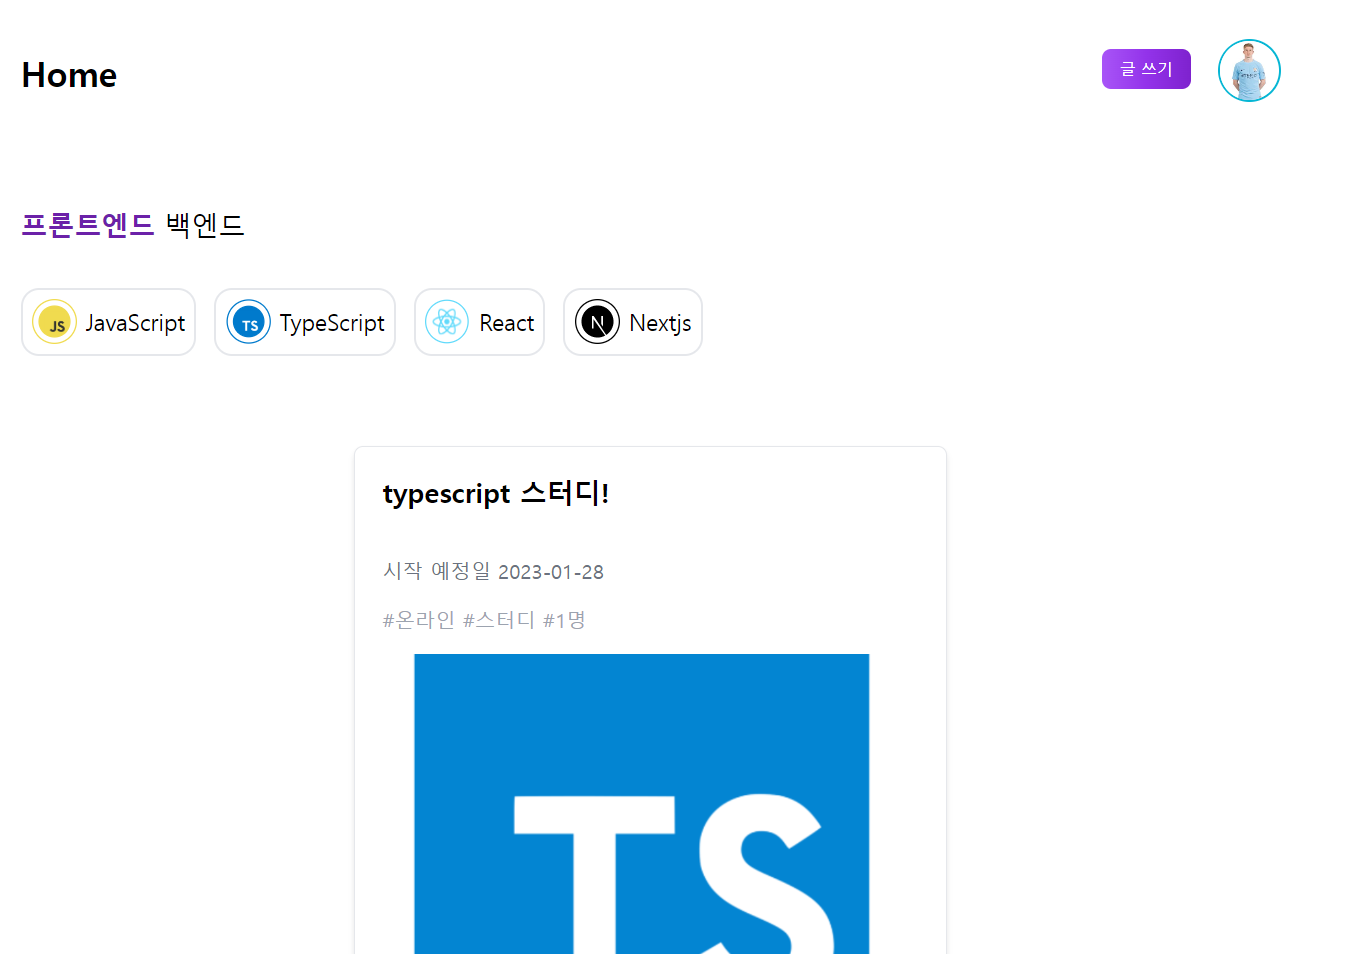 Home
글 쓰기
프론트엔드 백엔드
JS JavaScript
TS TypeScript
React
N Nextjs
typescript 스터디!
시작 예정일 2023-01-28
#온라인 #스터디 #1명
TS